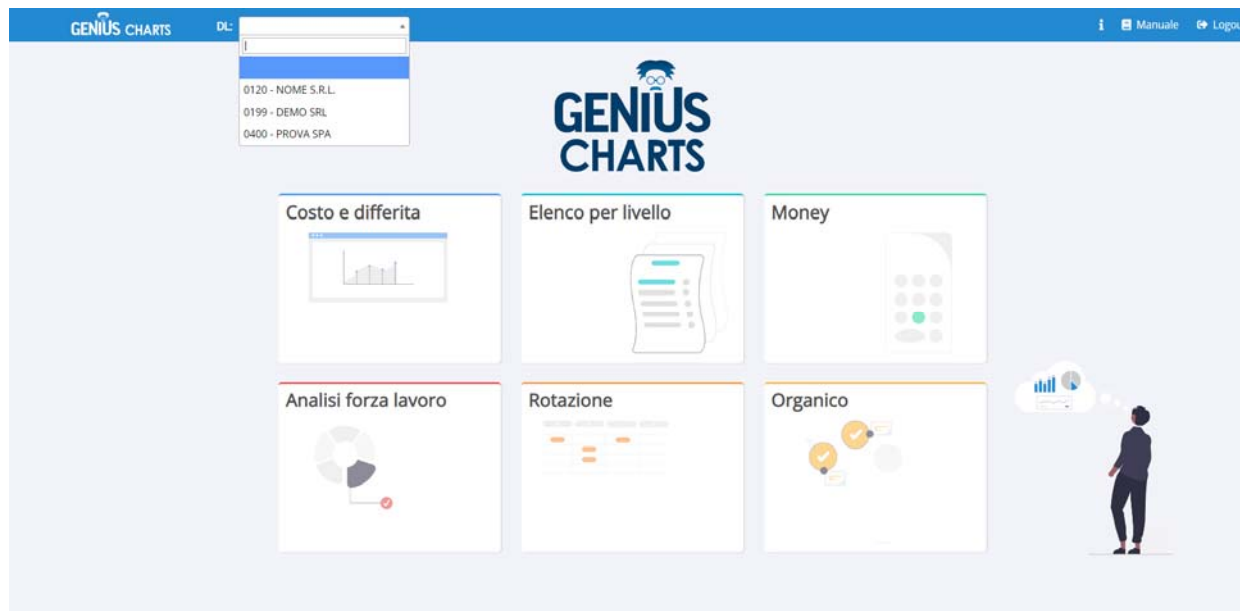 GENIUS CHARTS
DL:
i
Manuale
Logou
0120 - NOME S.R.L.
0199 - DEMO SRL
0400 - PROVA SPA
GENIUS
CHARTS
Costo e differita
Elenco per livello
Money
Analisi forza lavoro
Rotazione
Organico